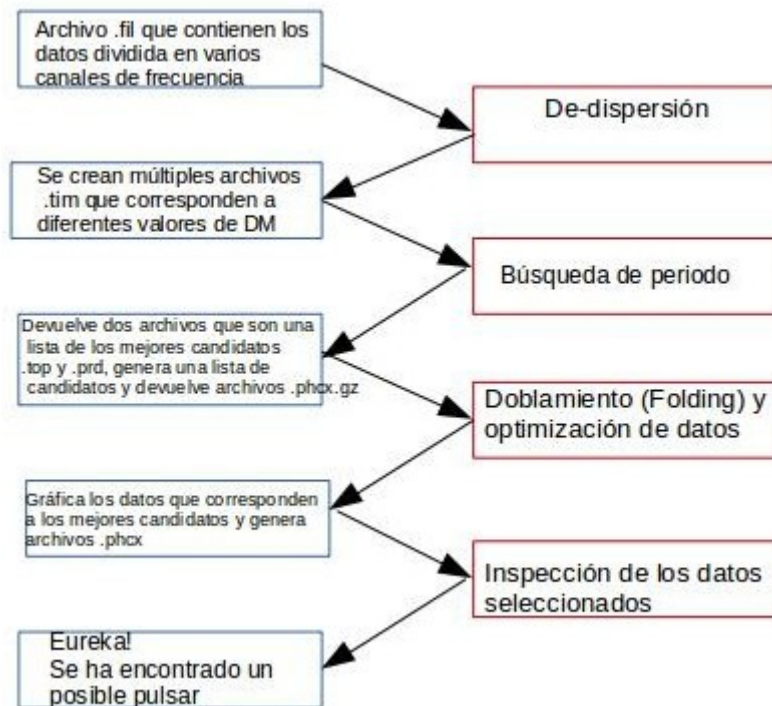 Archivo .fil que contienen los
datos dividida en varios
canales de frecuencia
De-dispersión
Se crean múltiples archivos
.tim que corresponden a
diferentes valores de DM
Búsqueda de periodo
Devuelve dos archivos que son una
lista de los mejores candidatos
.top y .prd, genera una lista de
candidatos y devuelve archivos .phcx.gz
Doblamiento (Folding) y
optimización de datos
Gráfica los datos que corresponden
a los mejores candidatos y genera
archivos .phcx
Inspección de los datos
seleccionados
Eureka!
Se ha encontrado un
posible pulsar